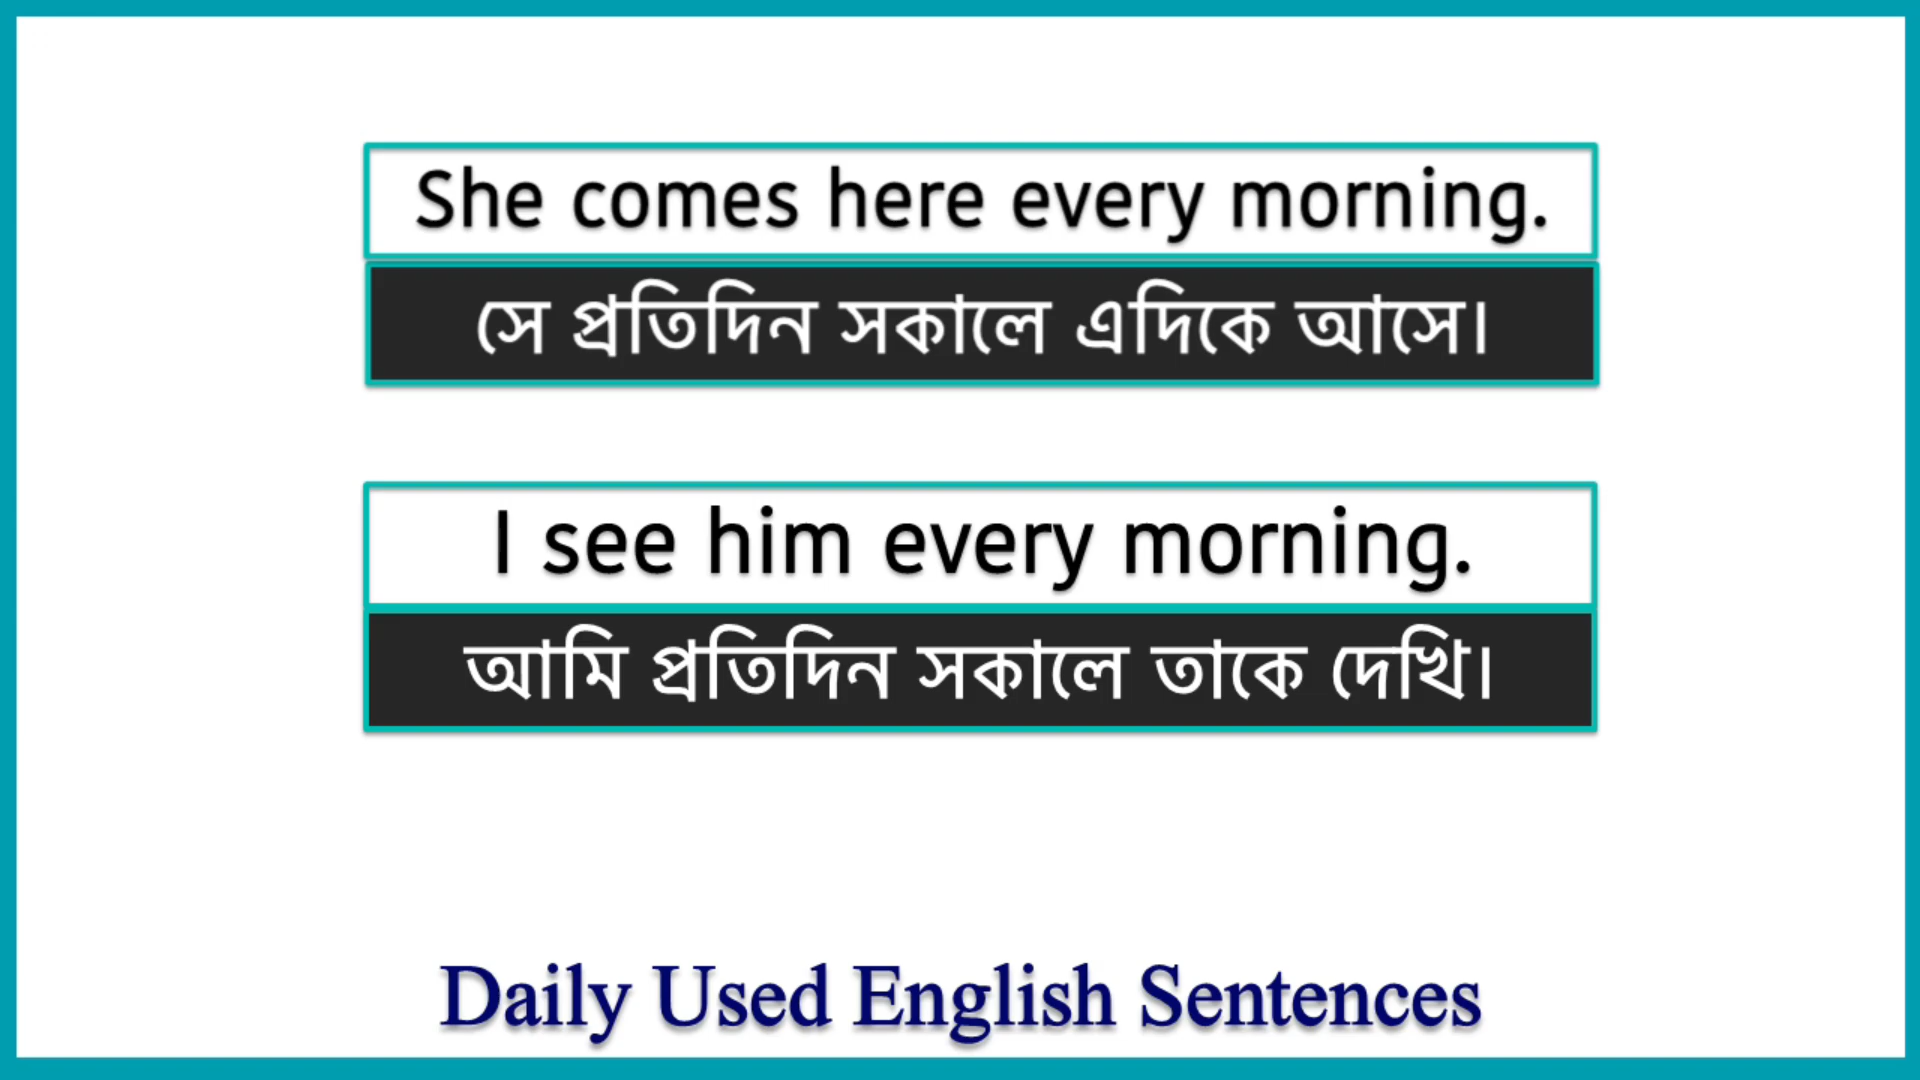 She comes here every morning.
সে প্রতিদিন সকালে এদিকে আসে।
I see him every morning.
আমি প্রতিদিন সকালে তাকে দেখি।
Daily Used English Sentences